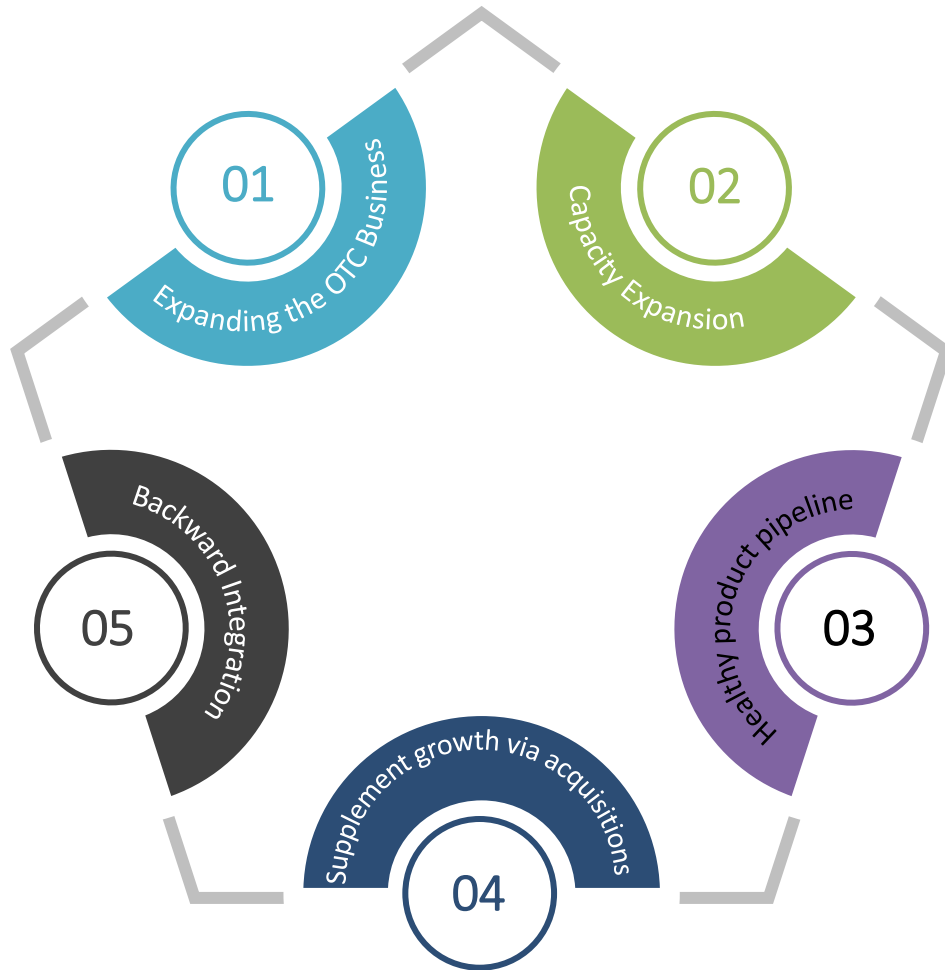 01
Expanding the OTC Business
02
Capacity Expansion
03
Healthy product pipeline
04
Supplement growth via acquisitions
05
Backward Integration